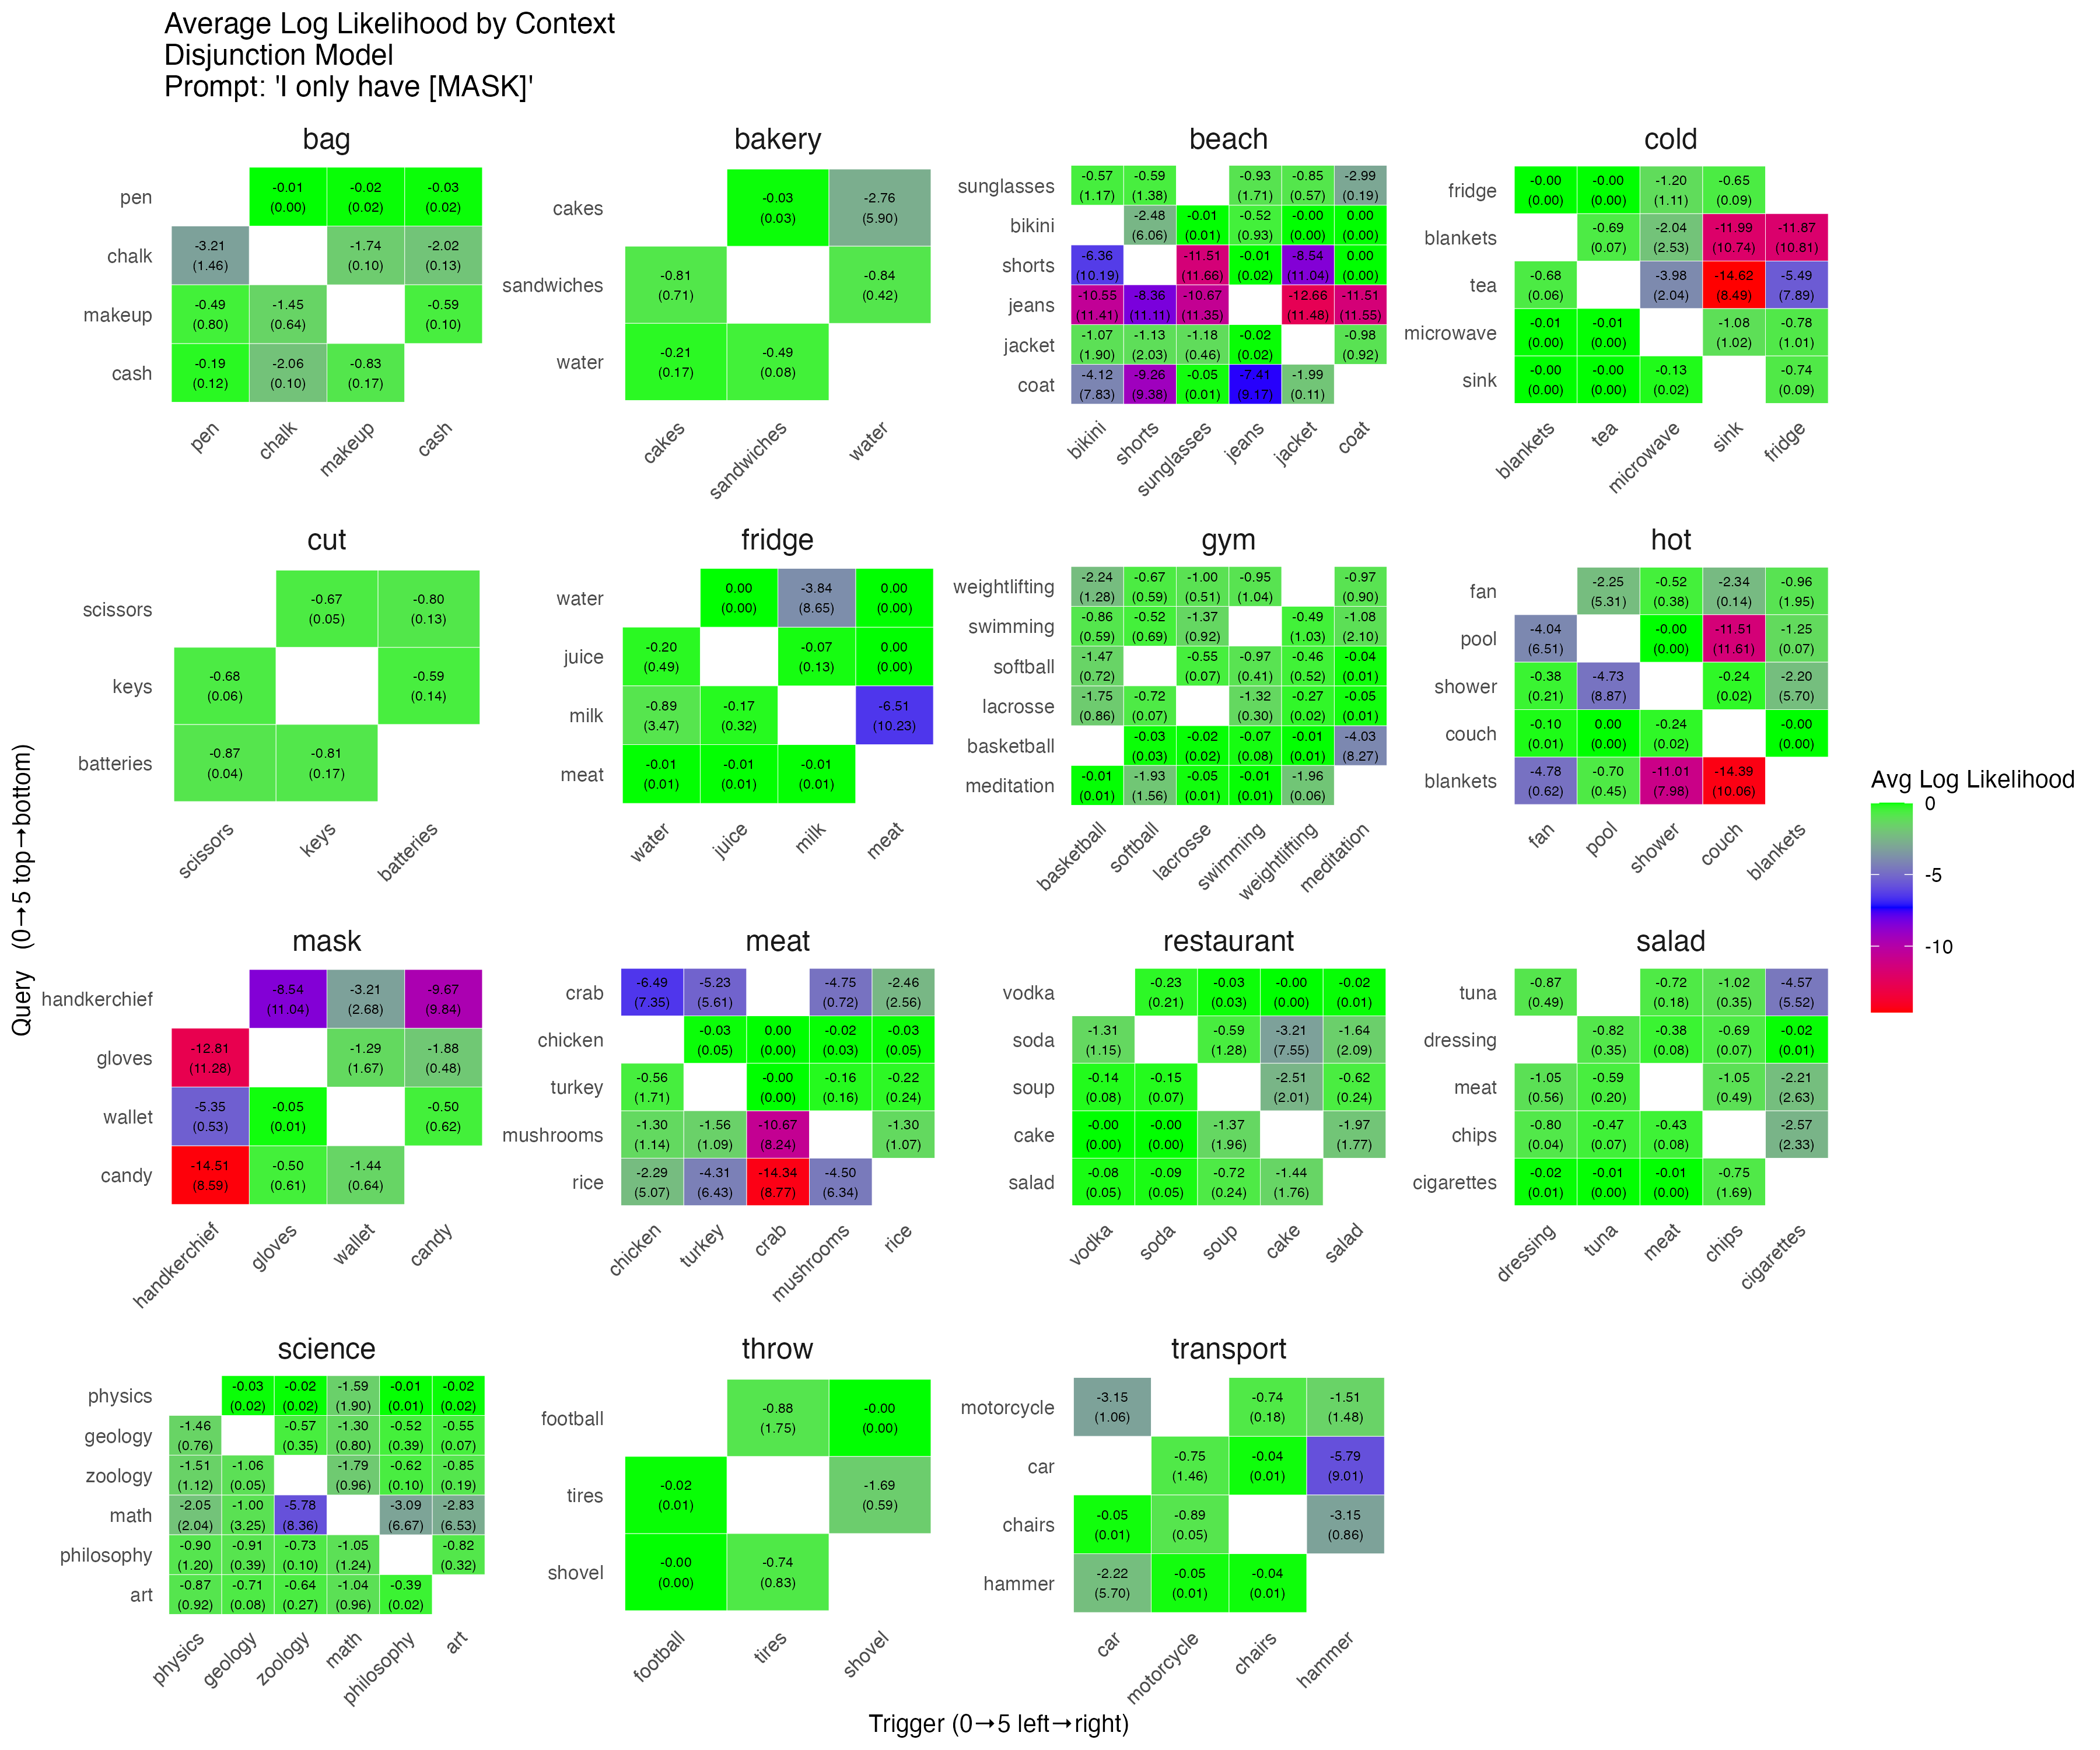 Average Log Likelihood by Context
Disjunction Model
Prompt: 'I only have [MASK]'
bag
pen -0.01 -0.02 -0.03
(0.00) (0.02) (0.02)
chalk -3.21 -1.74 -2.02
(1.46) (0.10) (0.13)
makeup -0.49 -1.45 -0.59
(0.80) (0.64) (0.10)
cash -0.19 -2.06 -0.83
(0.12) (0.10) (0.17)
pen chalk makeup cash
bakery
cakes -0.03 -2.76
(0.03) (5.90)
sandwiches -0.81 -0.84
(0.71) (0.42)
water -0.21 -0.49
(0.17) (0.08)
cakes sandwiches water
beach
sunglasses -0.57 -0.59 -0.93 -0.85 -2.99
(1.17) (1.38) (1.71) (0.57) (0.19)
bikini -2.48 -0.01 -0.52 -0.00 0.00
(6.06) (0.01) (0.93) (0.00) (0.00)
shorts -6.36 -11.51 -0.01 -8.54 0.00
(10.19) (11.66) (0.02) (11.04) (0.00)
jeans -10.55 -8.36 -10.67 -12.66 -11.51
(11.41) (11.11) (11.35) (11.48) (11.55)
jacket -1.07 -1.13 -1.18 -0.02 -0.98
(1.90) (2.03) (0.46) (0.02) (0.92)
coat -4.12 -9.26 -0.05 -7.41 -1.99
(7.83) (9.38) (0.01) (9.17) (0.11)
bikini shorts sunglasses jeans jacket coat
cold
fridge -0.00 -0.00 -1.20 -0.65
(0.00) (0.00) (1.11) (0.09)
blankets -0.69 -2.04 -11.99 -11.87
(0.07) (2.53) (10.74) (10.81)
tea -0.68 -3.98 -14.62 -5.49
(0.06) (2.04) (8.49) (7.89)
microwave -0.01 -0.01 -1.08 -0.78
(0.00) (0.00) (1.02) (1.01)
sink -0.00 -0.00 -0.13 -0.74
(0.00) (0.00) (0.02) (0.09)
blankets tea microwave sink fridge
cut
scissors -0.67 -0.80
(0.05) (0.13)
keys -0.68 -0.59
(0.06) (0.14)
batteries -0.87 -0.81
(0.04) (0.17)
scissors keys batteries
fridge
water 0.00 -3.84 0.00
(0.00) (8.65) (0.00)
juice -0.20 -0.07 0.00
(0.49) (0.13) (0.00)
milk -0.89 -0.17 -6.51
(3.47) (0.32) (10.23)
meat -0.01 -0.01 -0.01
(0.01) (0.01) (0.01)
water juice milk meat
gym
weightlifting -2.24 -0.67 -1.00 -0.95 -0.97
(1.28) (0.59) (0.51) (1.04) (0.90)
swimming -0.86 -0.52 -1.37 -0.49 -1.08
(0.59) (0.69) (0.92) (1.03) (2.10)
softball -1.47 -0.55 -0.97 -0.46 -0.04
(0.72) (0.07) (0.41) (0.52) (0.01)
lacrosse -1.75 -0.72 -1.32 -0.27 -0.05
(0.86) (0.07) (0.30) (0.02) (0.01)
basketball -0.03 -0.02 -0.07 -0.01 -4.03
(0.03) (0.02) (0.08) (0.01) (8.27)
meditation -0.01 -1.93 -0.05 -0.01 -1.96
(0.01) (1.56) (0.01) (0.01) (0.06)
basketball softball lacrosse swimming weightlifting meditation
hot
fan -2.25 -0.52 -2.34 -0.96
(5.31) (0.38) (0.14) (1.95)
pool -4.04 -0.00 -11.51 -1.25
(6.51) (0.00) (11.61) (0.07)
shower -0.38 -4.73 -0.24 -2.20
(0.21) (8.87) (0.02) (5.70)
couch -0.10 0.00 -0.24 -0.00
(0.01) (0.00) (0.02) (0.00)
blankets -4.78 -0.70 -11.01 -14.39
(0.62) (0.45) (7.98) (10.06)
fan pool shower couch blankets
mask
handkerchief -8.54 -3.21 -9.67
(11.04) (2.68) (9.84)
gloves -12.81 -1.29 -1.88
(11.28) (1.67) (0.48)
wallet -5.35 -0.05 -0.50
(0.53) (0.01) (0.62)
candy -14.51 -0.50 -1.44
(8.59) (0.61) (0.64)
handkerchief gloves wallet candy
meat
crab -6.49 -5.23 -4.75 -2.46
(7.35) (5.61) (0.72) (2.56)
chicken -0.03 0.00 -0.02 -0.03
(0.05) (0.00) (0.03) (0.05)
turkey -0.56 -0.00 -0.16 -0.22
(1.71) (0.00) (0.16) (0.24)
mushrooms -1.30 -1.56 -10.67 -1.30
(1.14) (1.09) (8.24) (1.07)
rice -2.29 -4.31 -14.34 -4.50
(5.07) (6.43) (8.77) (6.34)
chicken turkey crab mushrooms rice
restaurant
vodka -0.23 -0.03 -0.00 -0.02
(0.21) (0.03) (0.00) (0.01)
soda -1.31 -0.59 -3.21 -1.64
(1.15) (1.28) (7.55) (2.09)
soup -0.14 -0.15 -2.51 -0.62
(0.08) (0.07) (2.01) (0.24)
cake -0.00 -0.00 -1.37 -1.97
(0.00) (0.00) (1.96) (1.77)
salad -0.08 -0.09 -0.72 -1.44
(0.05) (0.05) (0.24) (1.76)
vodka soda soup cake salad
salad
tuna -0.87 -0.72 -1.02 -4.57
(0.49) (0.18) (0.35) (5.52)
dressing -0.82 -0.38 -0.69 -0.02
(0.35) (0.08) (0.07) (0.01)
meat -1.05 -0.59 -1.05 -2.21
(0.56) (0.20) (0.49) (2.63)
chips -0.80 -0.47 -0.43 -2.57
(0.04) (0.07) (0.08) (2.33)
cigarettes -0.02 -0.01 -0.01 -0.75
(0.01) (0.00) (0.00) (1.69)
dressing tuna meat chips cigarettes
science
physics -0.03 -0.02 -1.59 -0.01 -0.02
(0.02) (0.02) (1.90) (0.01) (0.02)
geology -1.46 -0.57 -1.30 -0.52 -0.55
(0.76) (0.35) (0.80) (0.39) (0.07)
zoology -1.51 -1.06 -1.79 -0.62 -0.85
(1.12) (0.05) (0.96) (0.10) (0.19)
math -2.05 -1.00 -5.78 -3.09 -2.83
(2.04) (3.25) (8.36) (6.67) (6.53)
philosophy -0.90 -0.91 -0.73 -1.05 -0.82
(1.20) (0.39) (0.10) (1.24) (0.32)
art -0.87 -0.71 -0.64 -1.04 -0.39
(0.92) (0.08) (0.27) (0.96) (0.02)
physics geology zoology math philosophy art
throw
football -0.88 -0.00
(1.75) (0.00)
tires -0.02 -1.69
(0.01) (0.59)
shovel -0.00 -0.74
(0.00) (0.83)
football tires shovel
transport
motorcycle -3.15 -0.74 -1.51
(1.06) (0.18) (1.48)
car -0.75 -0.04 -5.79
(1.46) (0.01) (9.01)
chairs -0.05 -0.89 -3.15
(0.01) (0.05) (0.86)
hammer -2.22 -0.05 -0.04
(5.70) (0.01) (0.01)
car motorcycle chairs hammer
Query (0→5 top→bottom)
Trigger (0→5 left→right)
Avg Log Likelihood
0
-5
-10